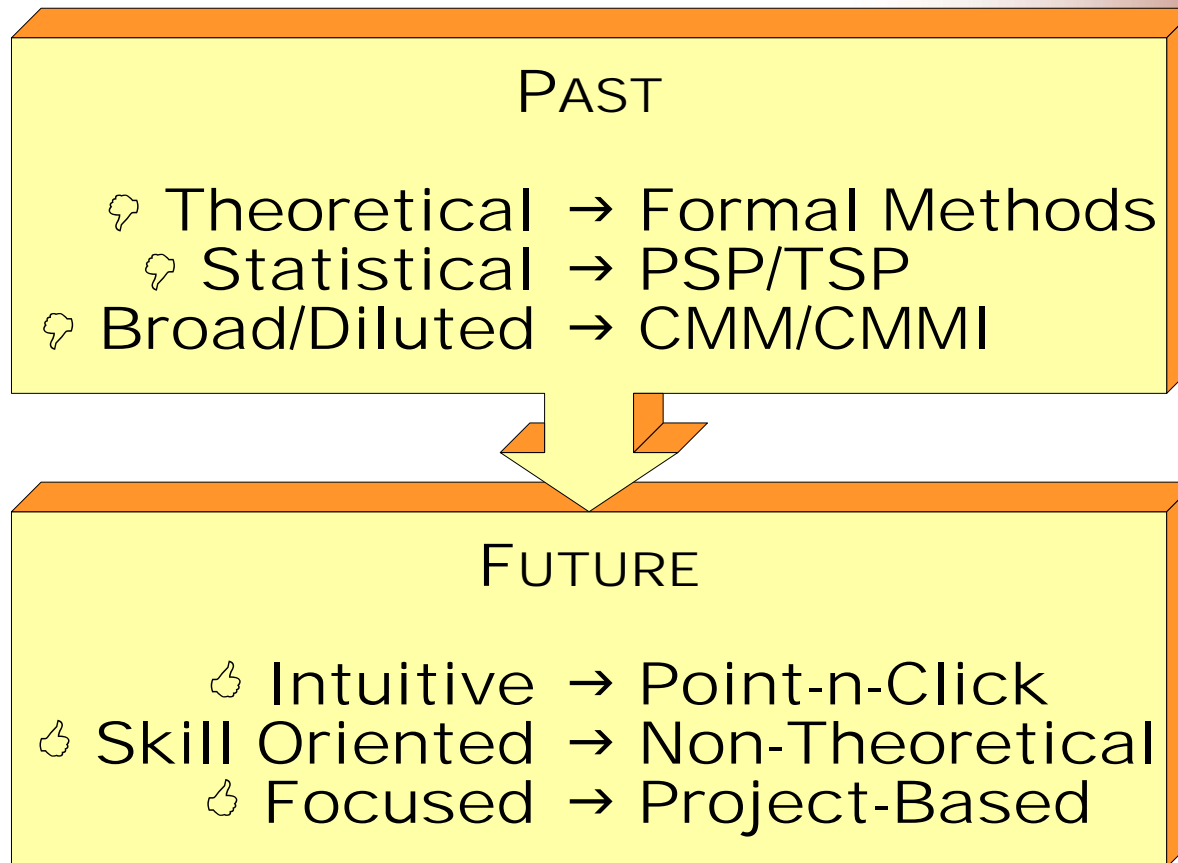 PAST
Theoretical → Formal Methods
Statistical → PSP/TSP
Broad/Diluted → CMM/CMMI
FUTURE
Intuitive → Point-n-Click
Skill Oriented → Non-Theoretical
Focused → Project-Based